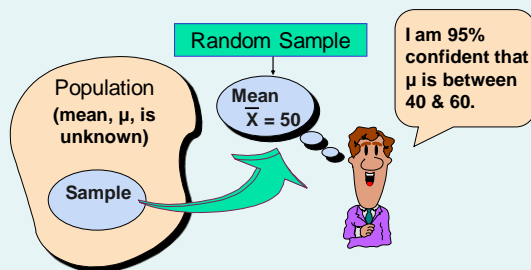 Random Sample
Population
(mean, μ, is
unknown)
Sample
Mean
X̅ = 50
I am 95%
confident that
μ is between
40 & 60.